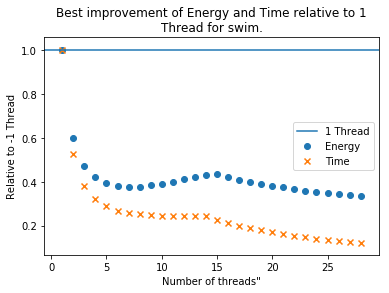 Best improvement of Energy and Time relative to 1
Thread for swim.
Relative to -1 Thread
1.0
0.8
0.6
0.4
0.2
1 Thread
Energy
Time
0 5 10 15 20 25
Number of threads"